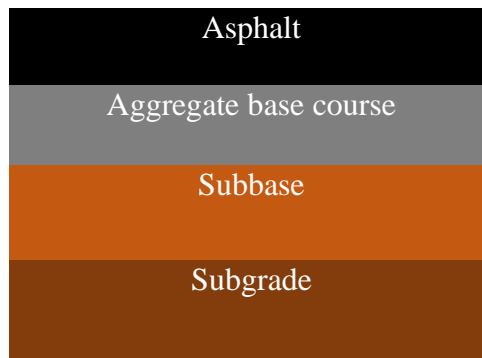 Asphalt
Aggregate base course
Subbase
Subgrade